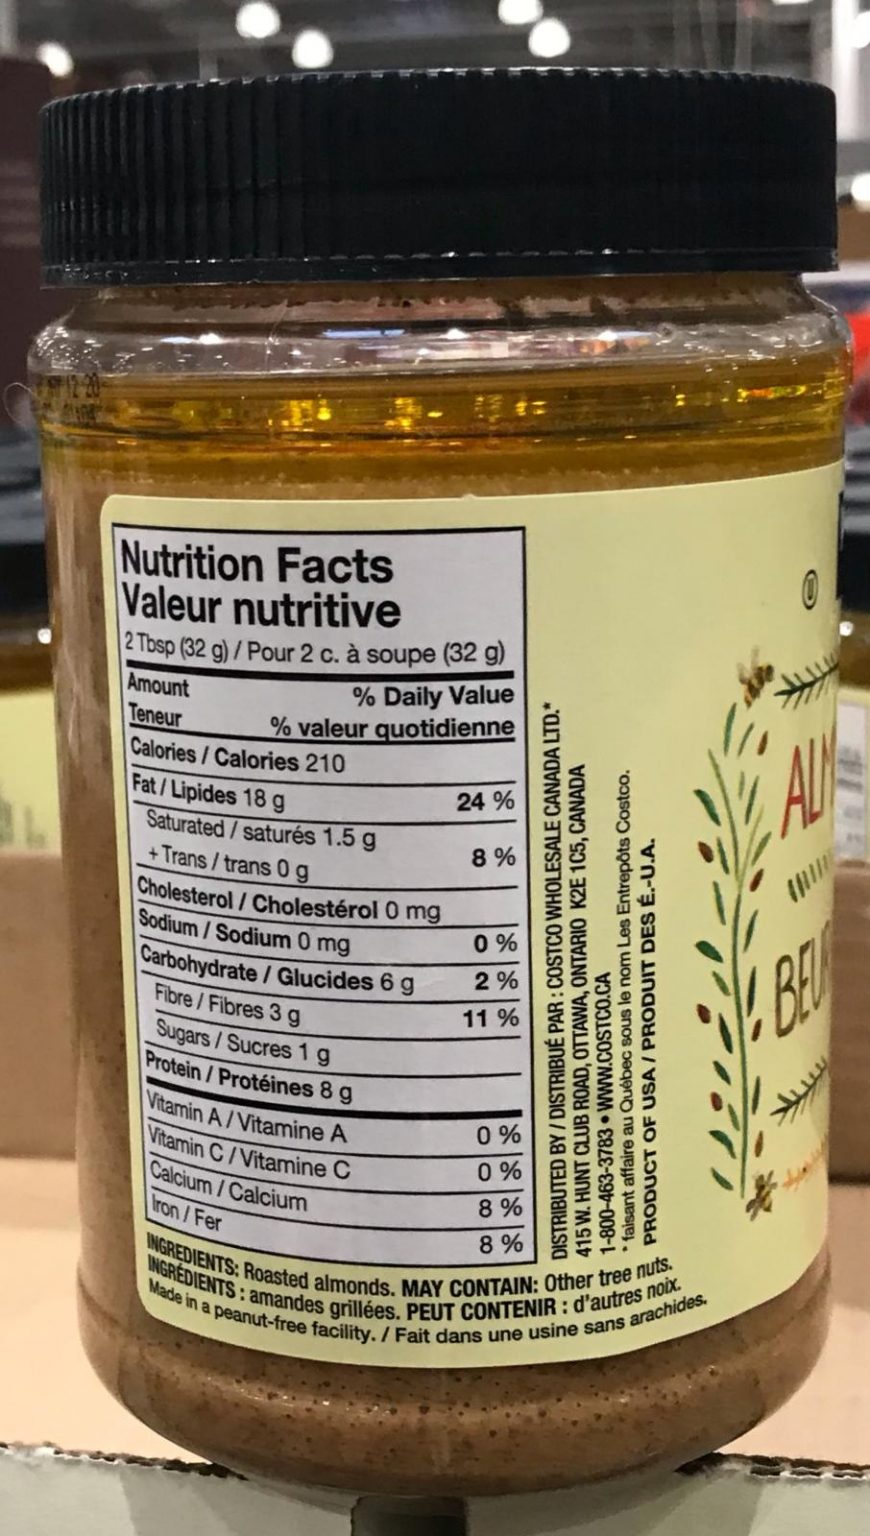 12 20
Nutrition Facts
Valeur nutritive
2 Tbsp (32 g) / Pour 2 c. à soupe (32 g)
Amount % Daily Value
Teneur % valeur quotidienne
Calories / Calories 210
Fat / Lipides 18 g 24 %
Saturated / saturés 1.5 g
+ Trans / trans 0 g 8 %
Cholesterol / Cholestérol 0 mg
Sodium / Sodium 0 mg 0 %
Carbohydrate / Glucides 6 g 2 %
Fibre / Fibres 3 g 11 %
Sugars / Sucres 1 g
Protein / Protéines 8 g
Vitamin A / Vitamine A 0 %
Vitamin C / Vitamine C 0 %
Calcium / Calcium 8 %
Iron / Fer 8 %
INGREDIENTS: Roasted almonds. MAY CONTAIN: Other tree nuts.
INGRÉDIENTS : amandes grillées. PEUT CONTENIR : d'autres noix.
Made in a peanut-free facility. / Fait dans une usine sans arachides.
DISTRIBUTED BY / DISTRIBUÉ PAR : COSTCO WHOLESALE CANADA LTD.*
415 W. HUNT CLUB ROAD, OTTAWA, ONTARIO K2E 1C5, CANADA
1-800-463-3783 • WWW.COSTCO.CA
* faisant affaire au Québec sous le nom Les Entrepôts Costco.
PRODUCT OF USA / PRODUIT DES É.-U.A.
U
ALM
BEU